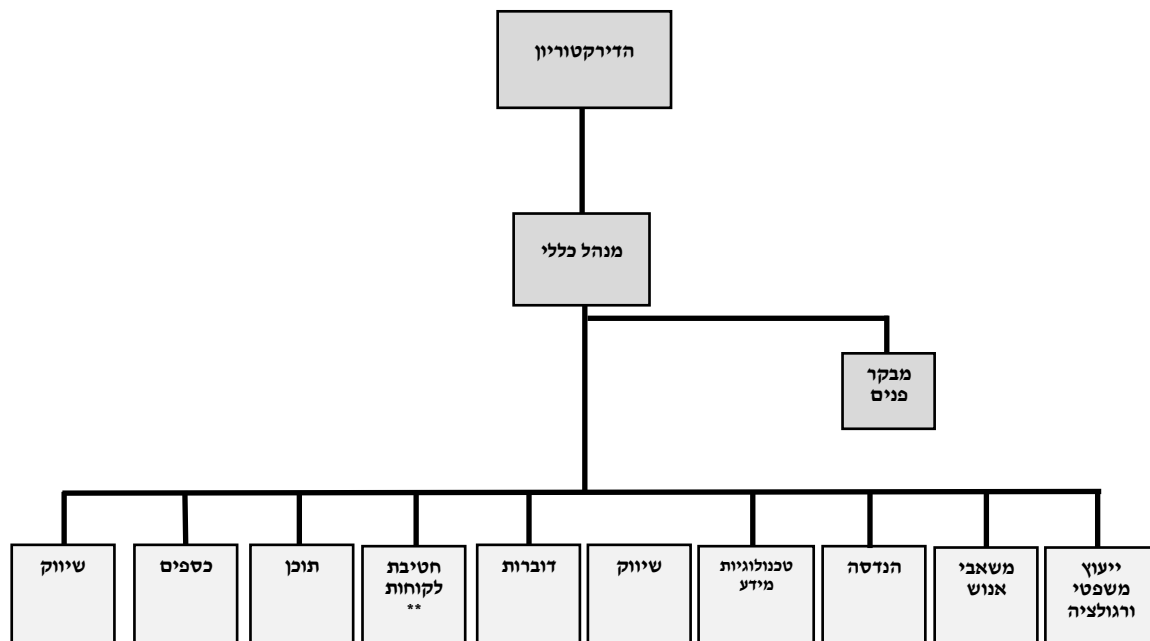 הדירקטוריון
מנהל כללי
מבקר
פנים
ייעוץ
משפטי
ורגולציה
משאבי
אנוש
הנדסה
טכנולוגיות
מידע
שיווק
דוברות
חטיבת
לקוחות
**
תוכן
כספים
שיווק